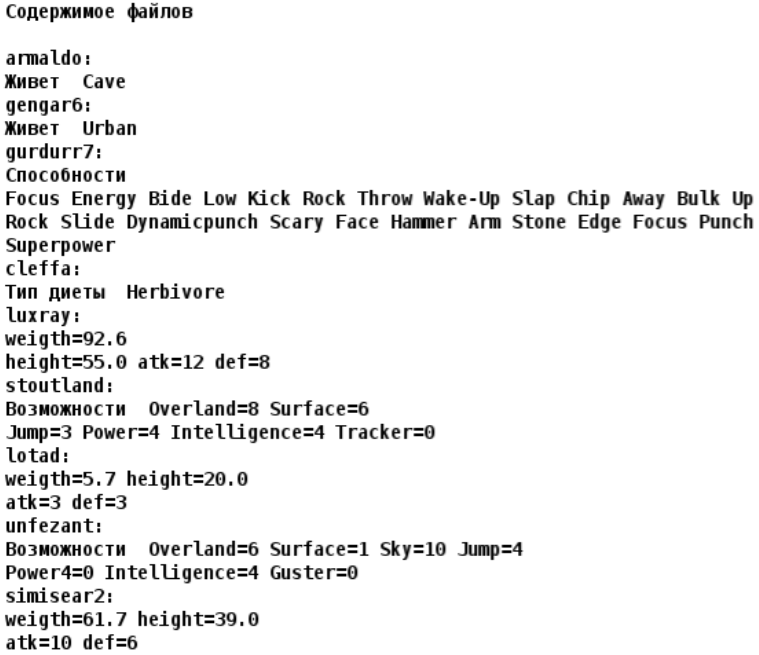 Содержимое файлов
armaldo:
Живет  Cave
gengar6:
Живет  Urban
gurdurr7:
Способности
Focus Energy Bide Low Kick Rock Throw Wake-Up Slap Chip Away Bulk Up
Rock Slide Dynamicpunch Scary Face Hammer Arm Stone Edge Focus Punch
Superpower
cleffa:
Тип диеты  Herbivore
luxray:
weigth=92.6
height=55.0 atk=12 def=8
stoutland:
Возможности  Overland=8 Surface=6
Jump=3 Power=4 Intelligence=4 Tracker=0
lotad:
weigth=5.7 height=20.0
atk=3 def=3
unfezant:
Возможности  Overland=6 Surface=1 Sky=10 Jump=4
Power4=0 Intelligence=4 Guster=0
simisear2:
weigth=61.7 height=39.0
atk=10 def=6